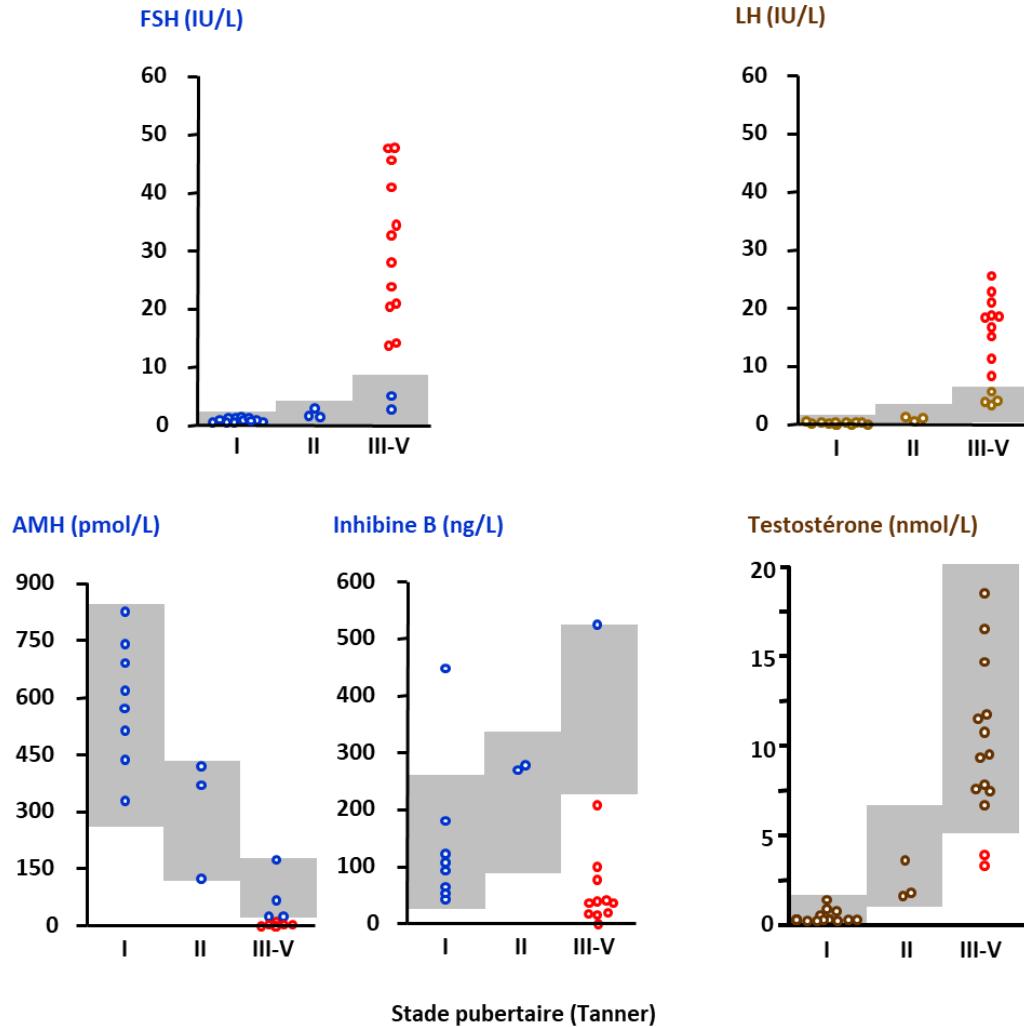 FSH (IU/L)
LH (IU/L)
60
50
40
30
20
10
0
I
II
III-V
60
50
40
30
20
10
0
I
II
III-V
AMH (pmol/L)
Inhibine B (ng/L)
Testostérone (nmol/L)
900
750
600
450
300
150
0
I
II
III-V
600
500
400
300
200
100
0
I
II
III-V
20
15
10
5
0
I
II
III-V
Stade pubertaire (Tanner)